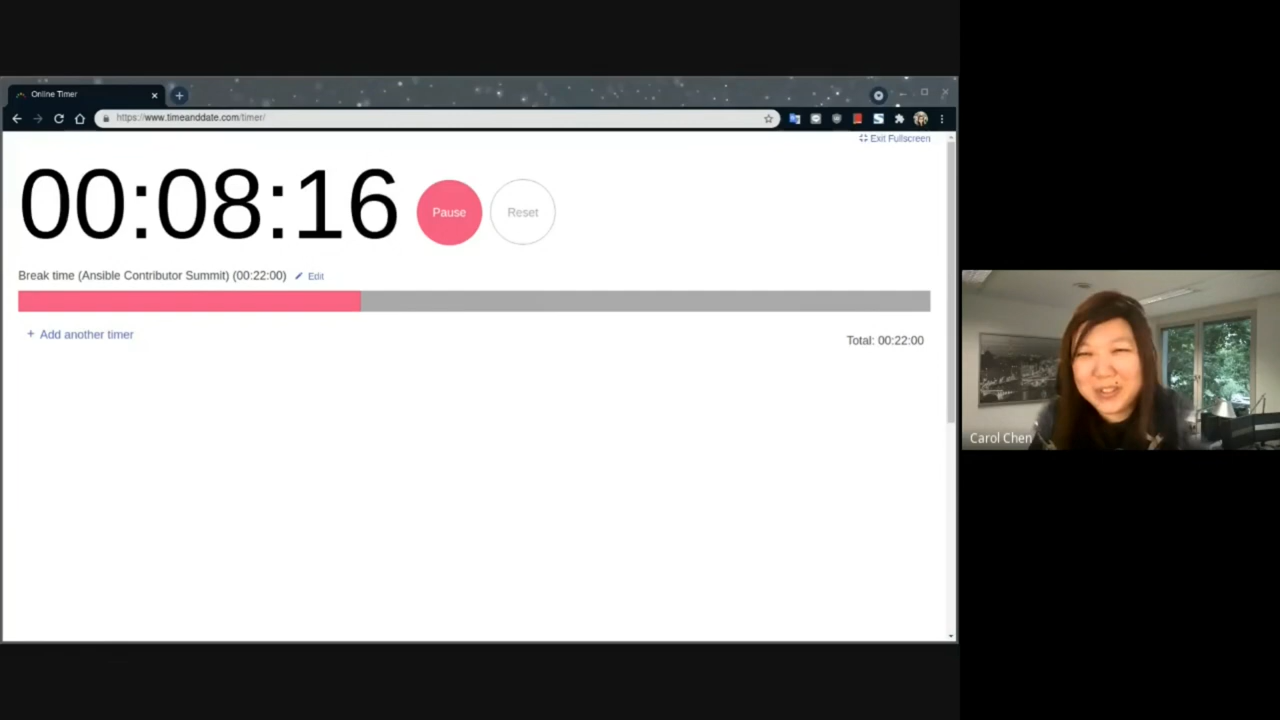 Online Timer
https://www.timeanddate.com/timer/
Exit Fullscreen
00:08:16
Pause
Reset
Break time (Ansible Contributor Summit) (00:22:00)
Edit
+ Add another timer
Total: 00:22:00
Carol Chen